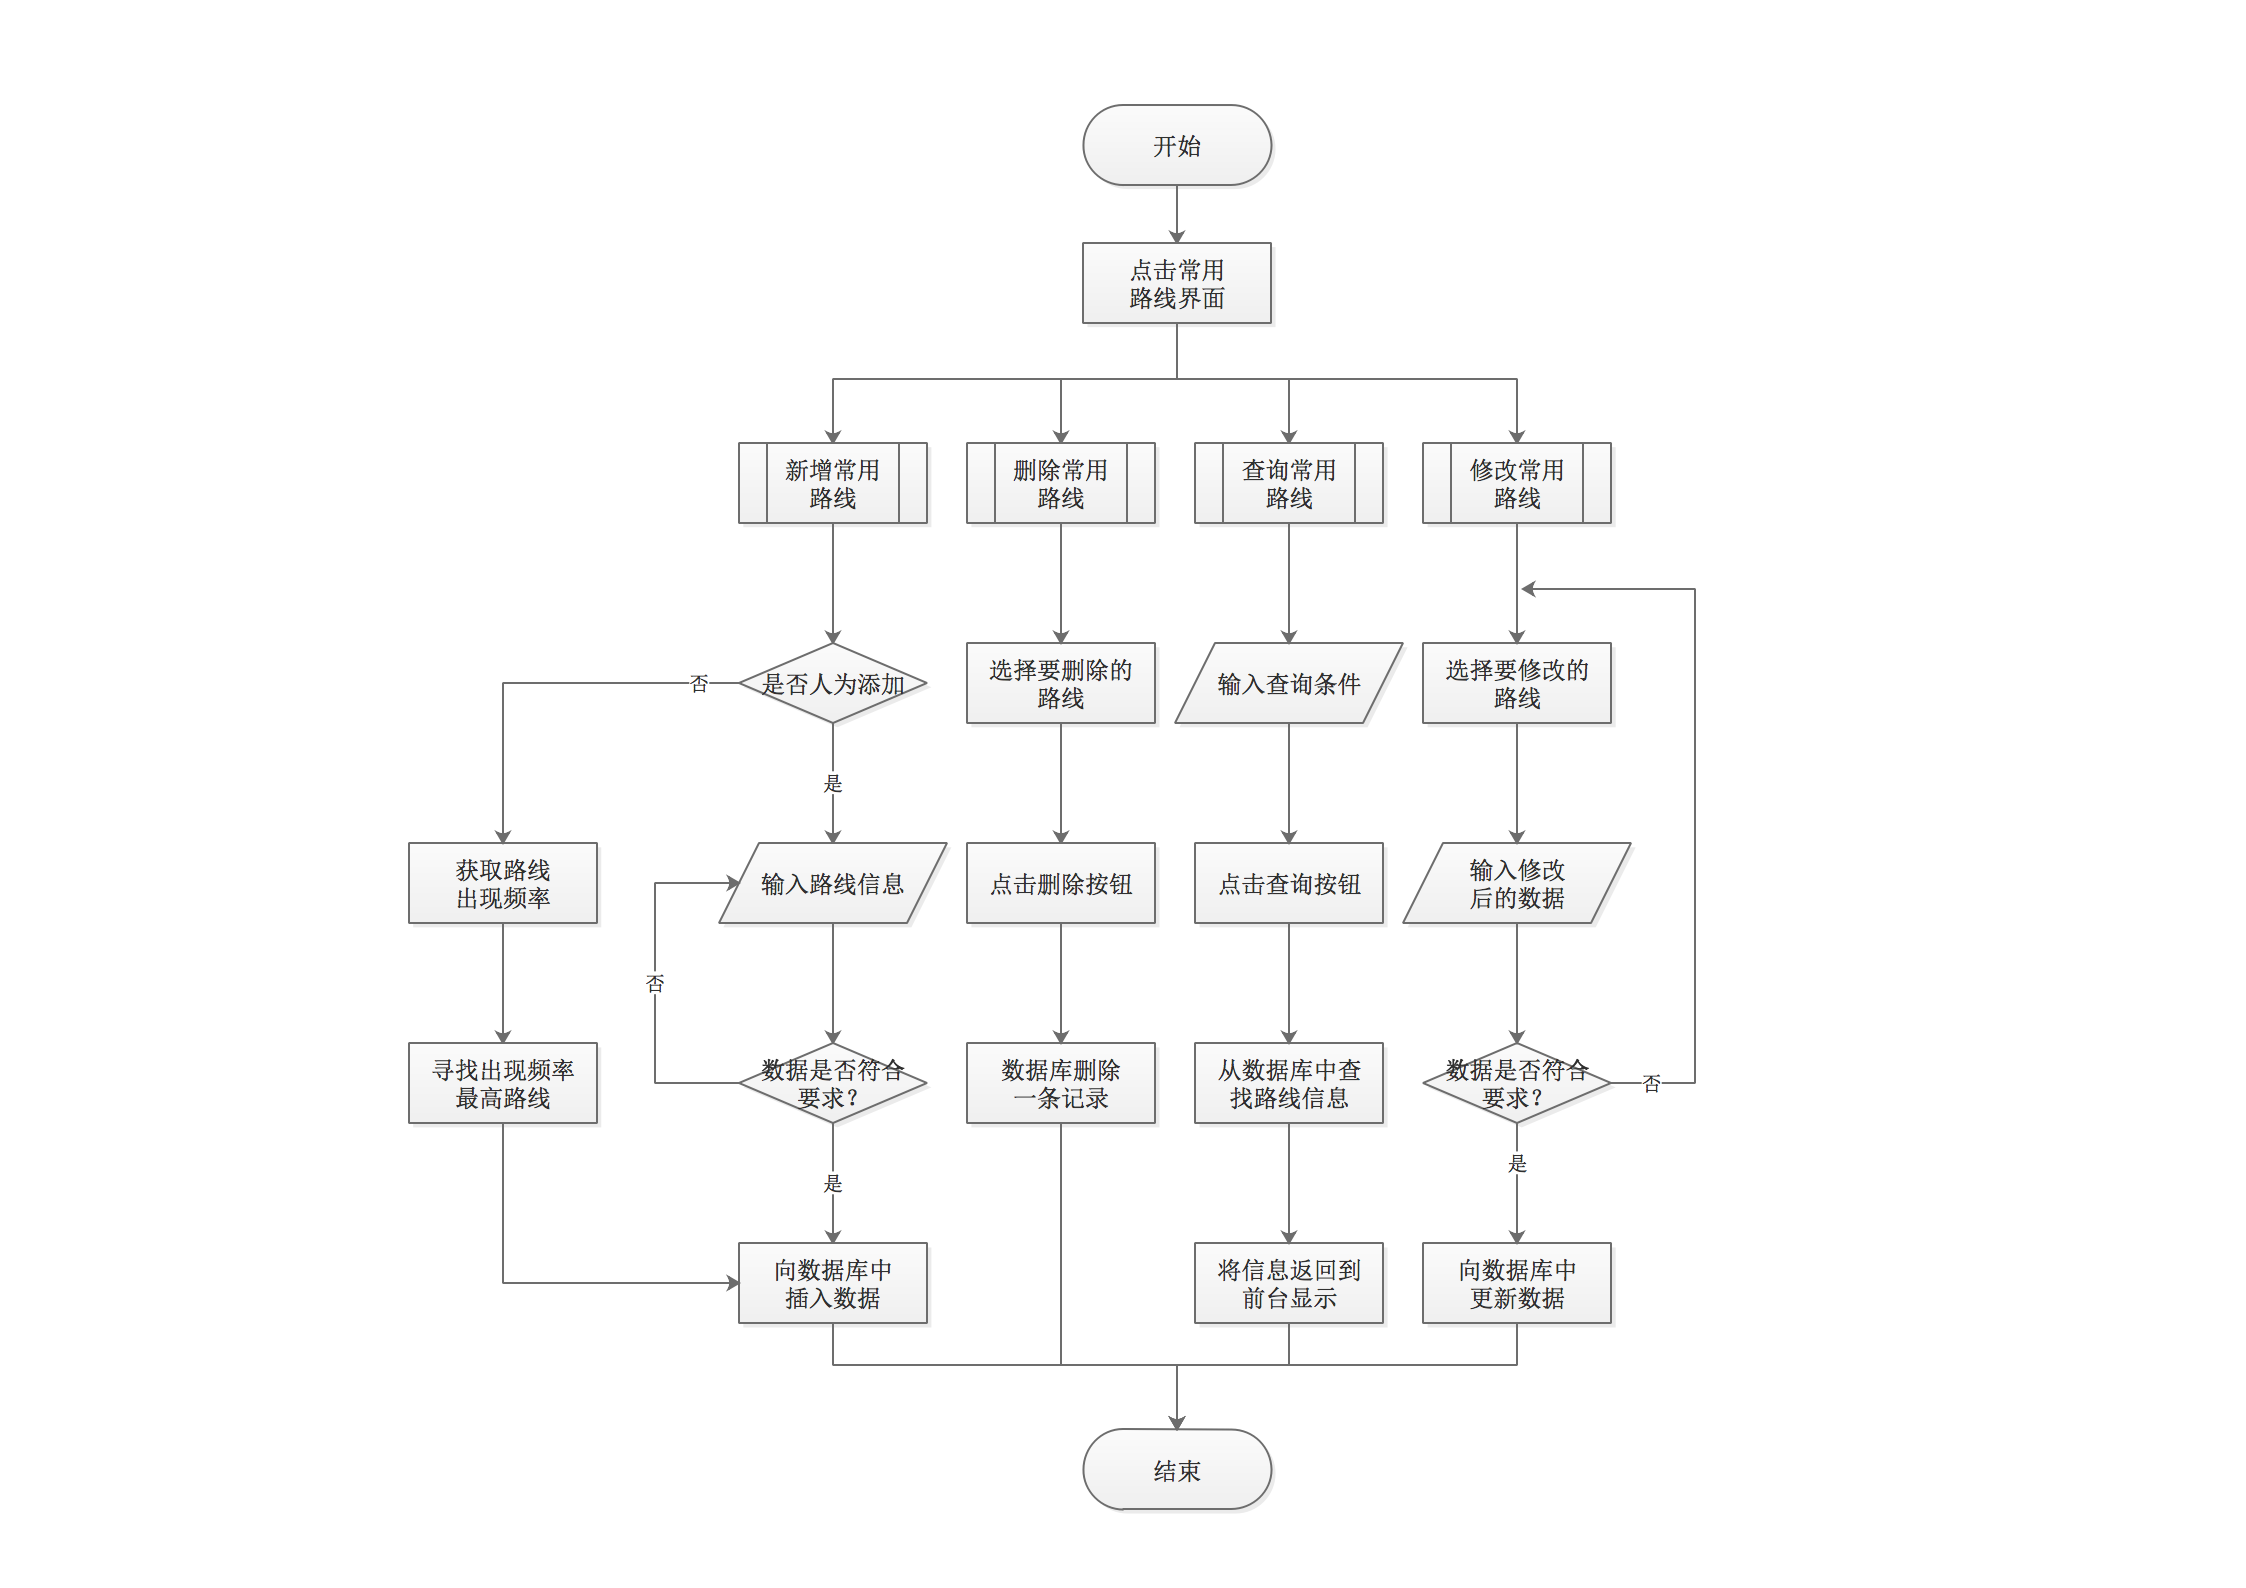 开始
点击常用
路线界面
新增常用
路线
删除常用
路线
查询常用
路线
修改常用
路线
否
是否人为添加
选择要删除的
路线
输入查询条件
选择要修改的
路线
是
获取路线
出现频率
输入路线信息
点击删除按钮
点击查询按钮
输入修改
后的数据
否
寻找出现频率
最高路线
数据是否符合
要求？
数据库删除
一条记录
从数据库中查
找路线信息
数据是否符合
要求？
否
是
是
向数据库中
插入数据
将信息返回到
前台显示
向数据库中
更新数据
结束